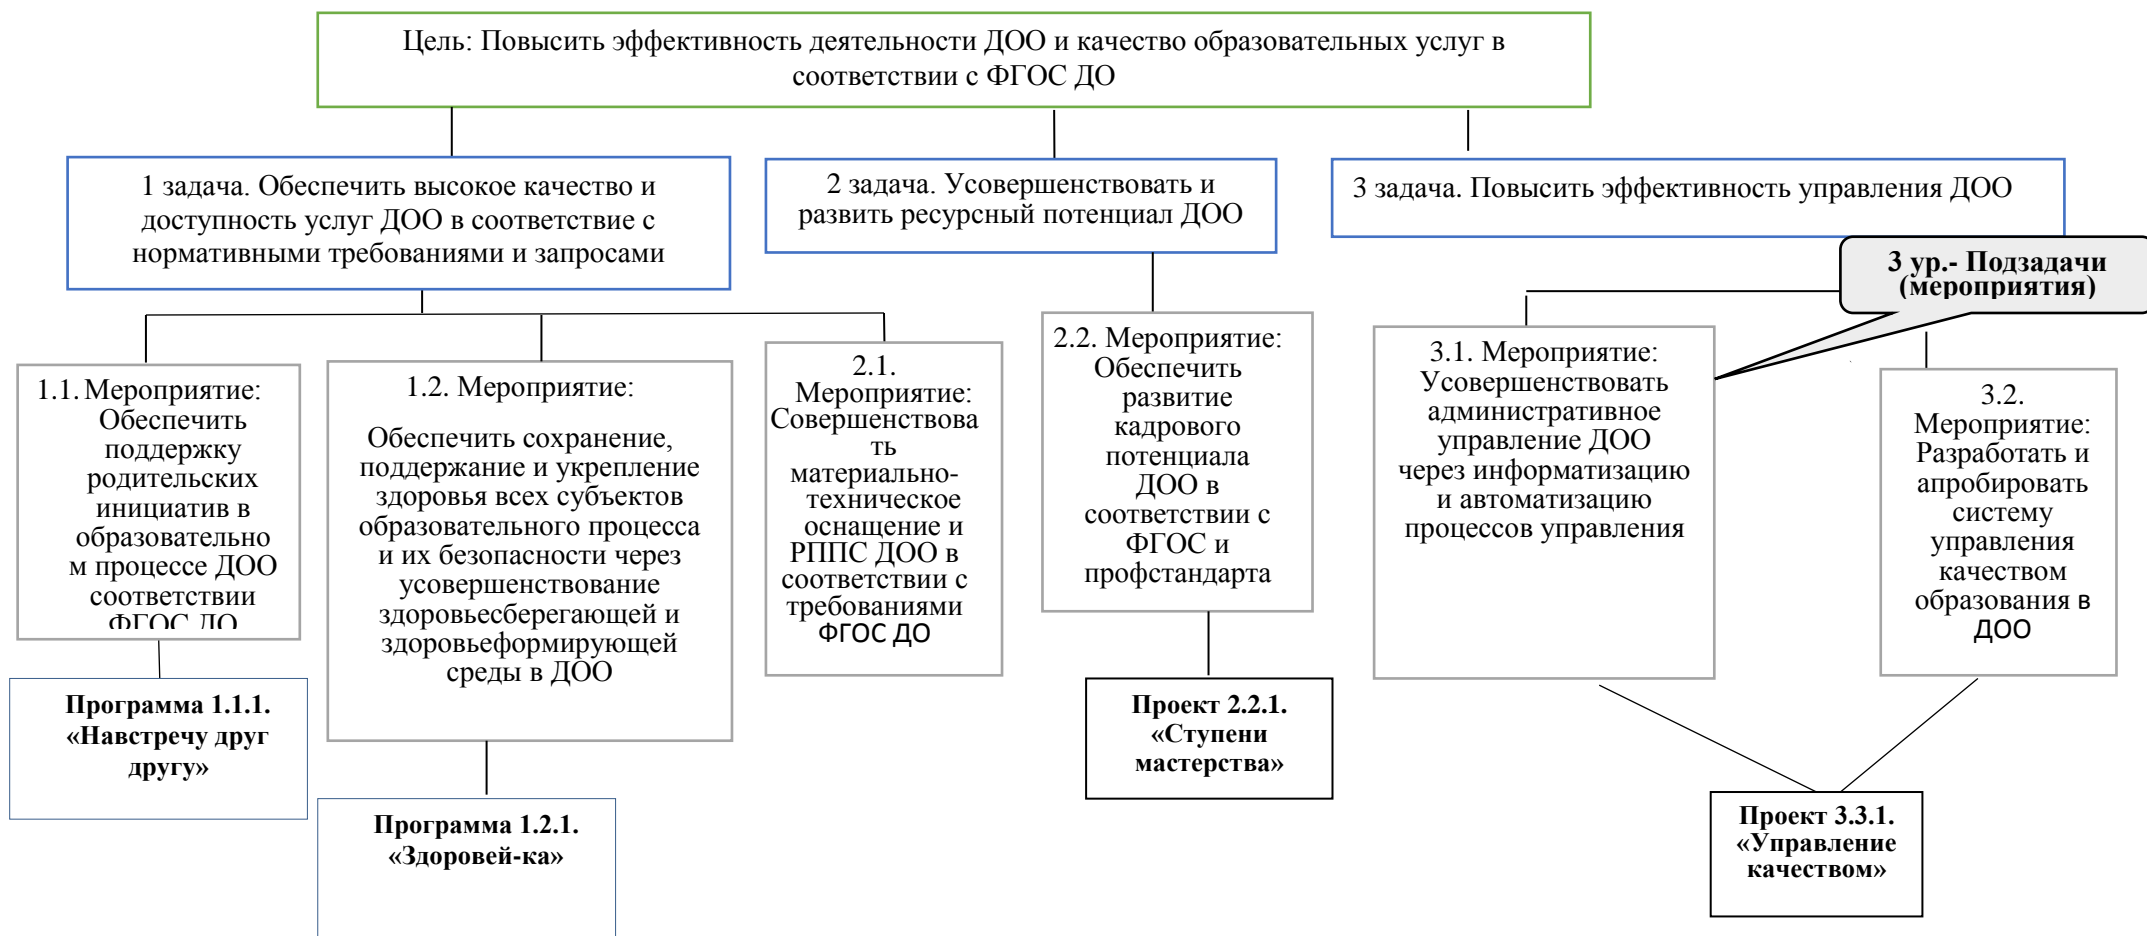 Цель: Повысить эффективность деятельности ДОО и качество образовательных услуг в
соответствии с ФГОС ДО
1 задача. Обеспечить высокое качество и
доступность услуг ДОО в соответствие с
нормативными требованиями и запросами
2 задача. Усовершенствовать и
развить ресурсный потенциал ДОО
3 задача. Повысить эффективность управления ДОО
3 ур.- Подзадачи
(мероприятия)
1.1. Мероприятие:
Обеспечить
поддержку
родительских
инициатив в
образовательно
м процессе ДОО
соответствии
ФГОС ДО
1.2. Мероприятие:
Обеспечить сохранение,
поддержание и укрепление
здоровья всех субъектов
образовательного процесса
и их безопасности через
усовершенствование
здоровьесберегающей и
здоровьеформирующей
среды в ДОО
2.1.
Мероприятие:
Совершенствова
ть
материально-
техническое
оснащение и
РППС ДОО в
соответствии с
требованиями
ФГОС ДО
2.2. Мероприятие:
Обеспечить
развитие
кадрового
потенциала
ДОО в
соответствии с
ФГОС и
профстандарта
3.1. Мероприятие:
Усовершенствовать
административное
управление ДОО
через информатизацию
и автоматизацию
процессов управления
3.2.
Мероприятие:
Разработать и
апробировать
систему
управления
качеством
образования в
ДОО
Программа 1.1.1.
«Навстречу друг
другу»
Программа 1.2.1.
«Здоровей-ка»
Проект 2.2.1.
«Ступени
мастерства»
Проект 3.3.1.
«Управление
качеством»